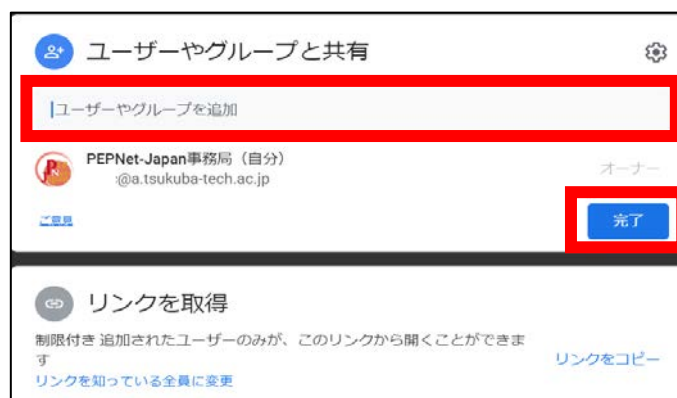 ユーザーやグループと共有
ユーザーやグループを追加
PEPNet-Japan事務局（自分）
:@a.tsukuba-tech.ac.jp
オーナー
ご意見
完了
リンクを取得
制限付き 追加されたユーザーのみが、このリンクから開くことができま
す
リンクをコピー
リンクを知っている全員に変更